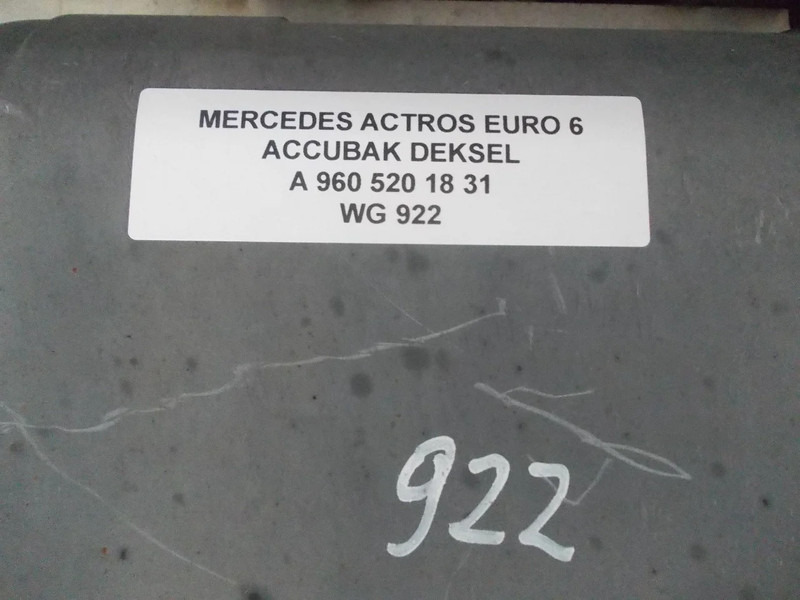 MERCEDES ACTROS EURO 6
ACCUBAK DEKSEL
A 960 520 18 31
WG 922
922